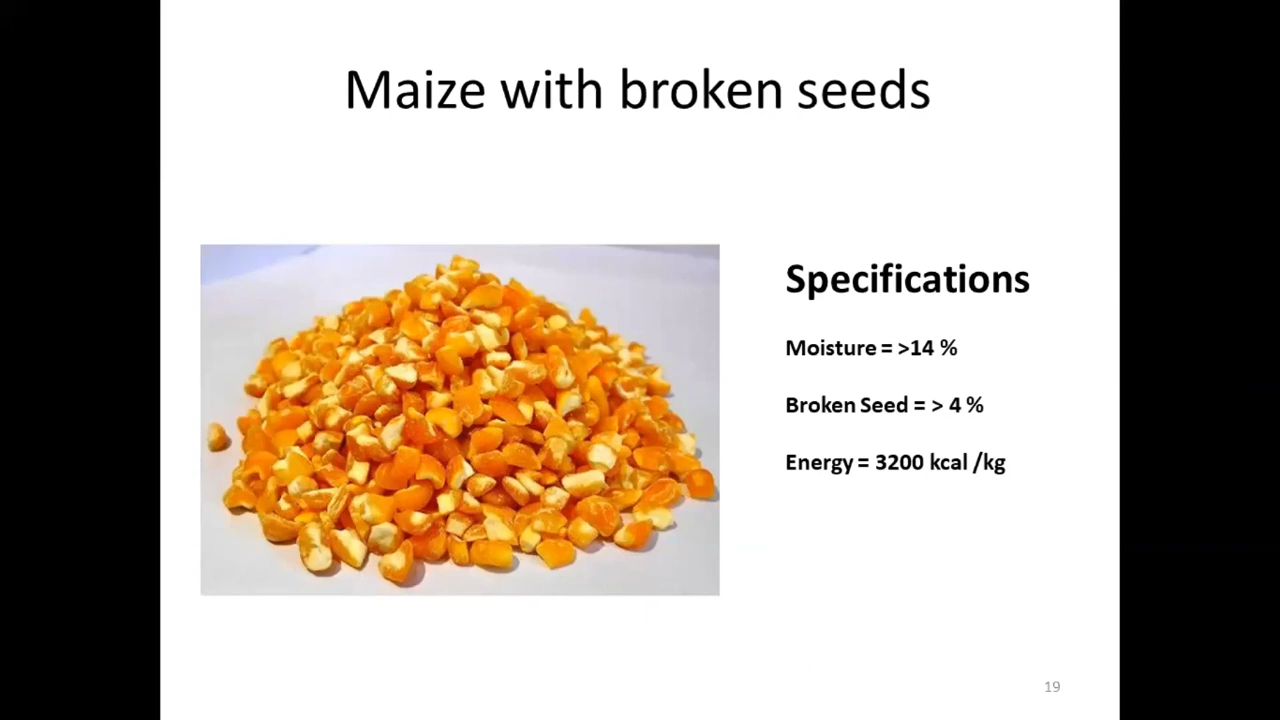 Maize with broken seeds
Specifications
Moisture = >14 %
Broken Seed = > 4 %
Energy = 3200 kcal /kg
19